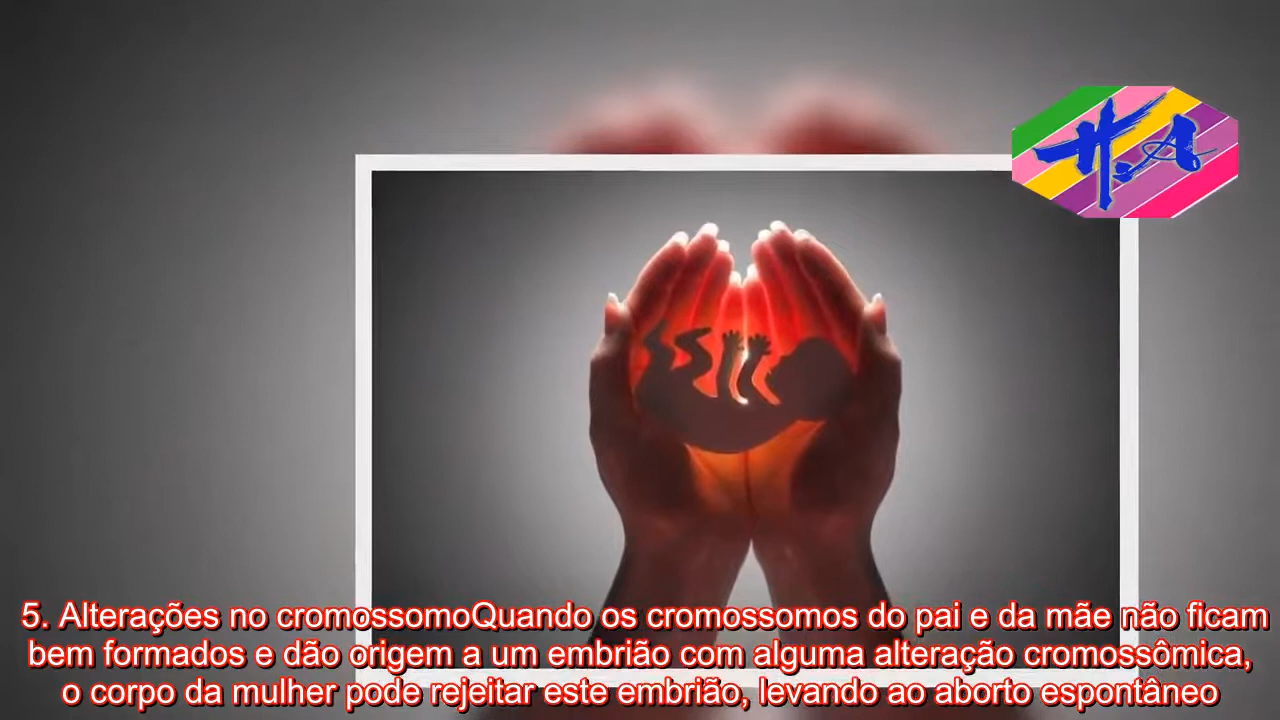 H.A
5. Alterações no cromossomoQuando os cromossomos do pai e da mãe não ficam
bem formados e dão origem a um embrião com alguma alteração cromossômica,
o corpo da mulher pode rejeitar este embrião, levando ao aborto espontâneo